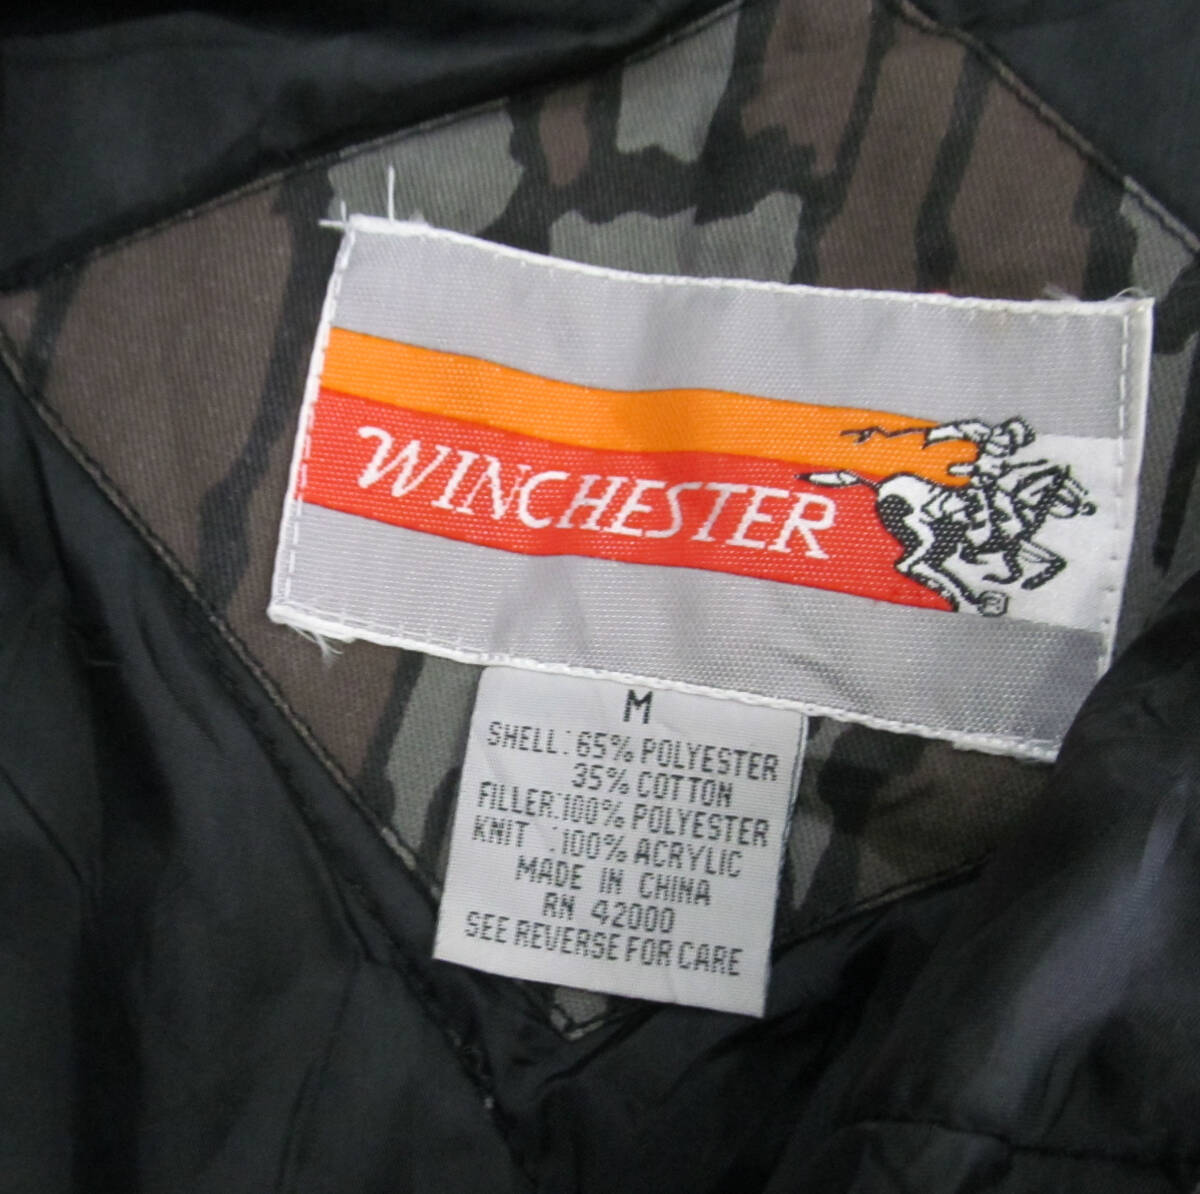 WINCHESTER
M
SHELL: 65% POLYESTER
35% COTTON
FILLER:100% POLYESTER
KNIT :100% ACRYLIC
MADE IN CHINA
RN 42000
SEE REVERSE FOR CARE